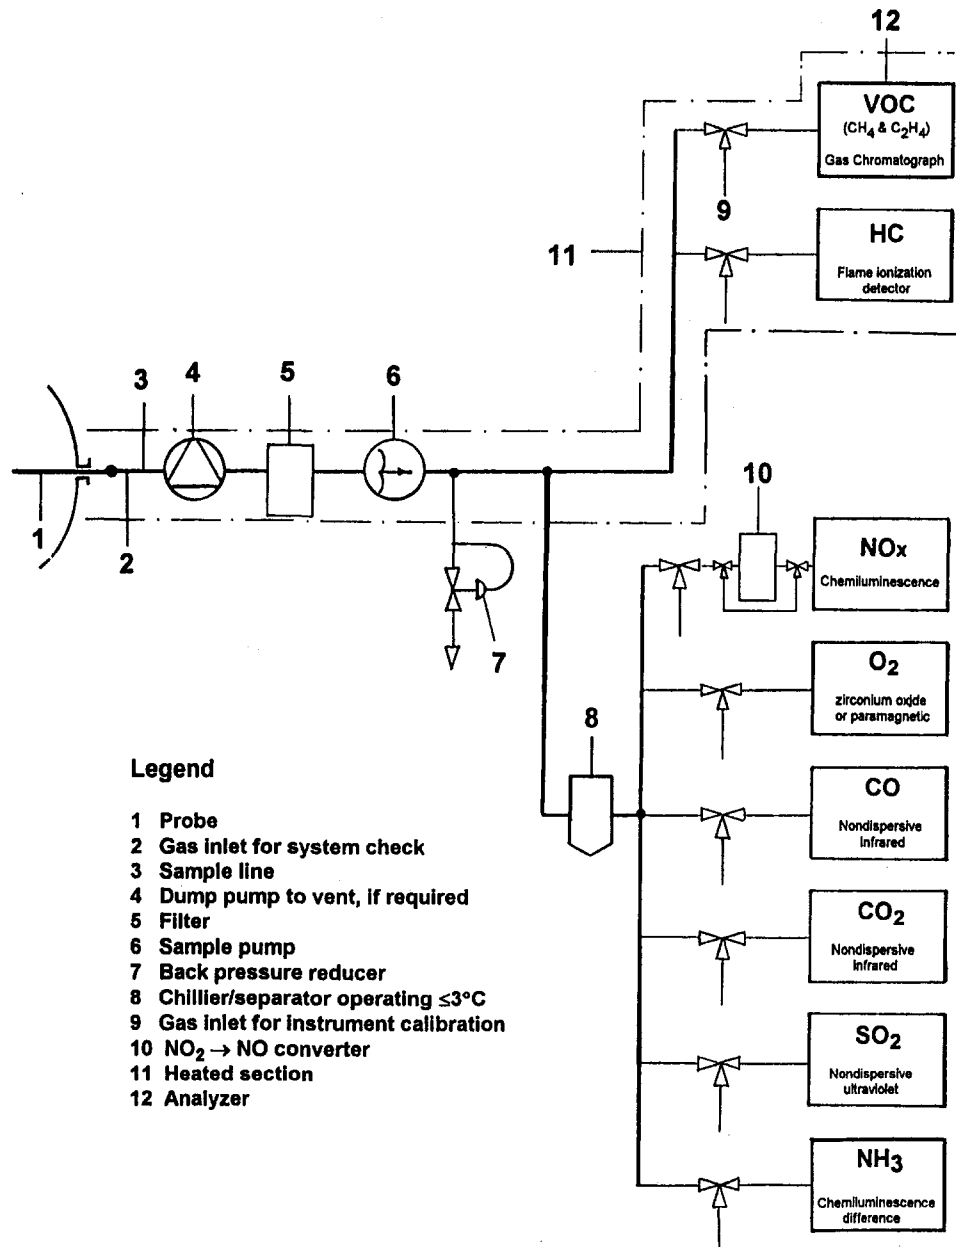 12
VOC
(CH4 & C2H4)
Gas Chromatograph
9
HC
Flame ionization
detector
11
3
4
5
6
1
2
7
10
NOx
Chemiluminescence
O2
zirconium oxide
or paramagnetic
8
CO
Nondispersive
Infrared
CO2
Nondispersive
Infrared
SO2
Nondispersive
ultraviolet
NH3
Chemiluminescence
difference
Legend
1 Probe
2 Gas inlet for system check
3 Sample line
4 Dump pump to vent, if required
5 Filter
6 Sample pump
7 Back pressure reducer
8 Chillier/separator operating ≤3°C
9 Gas inlet for instrument calibration
10 NO2 → NO converter
11 Heated section
12 Analyzer